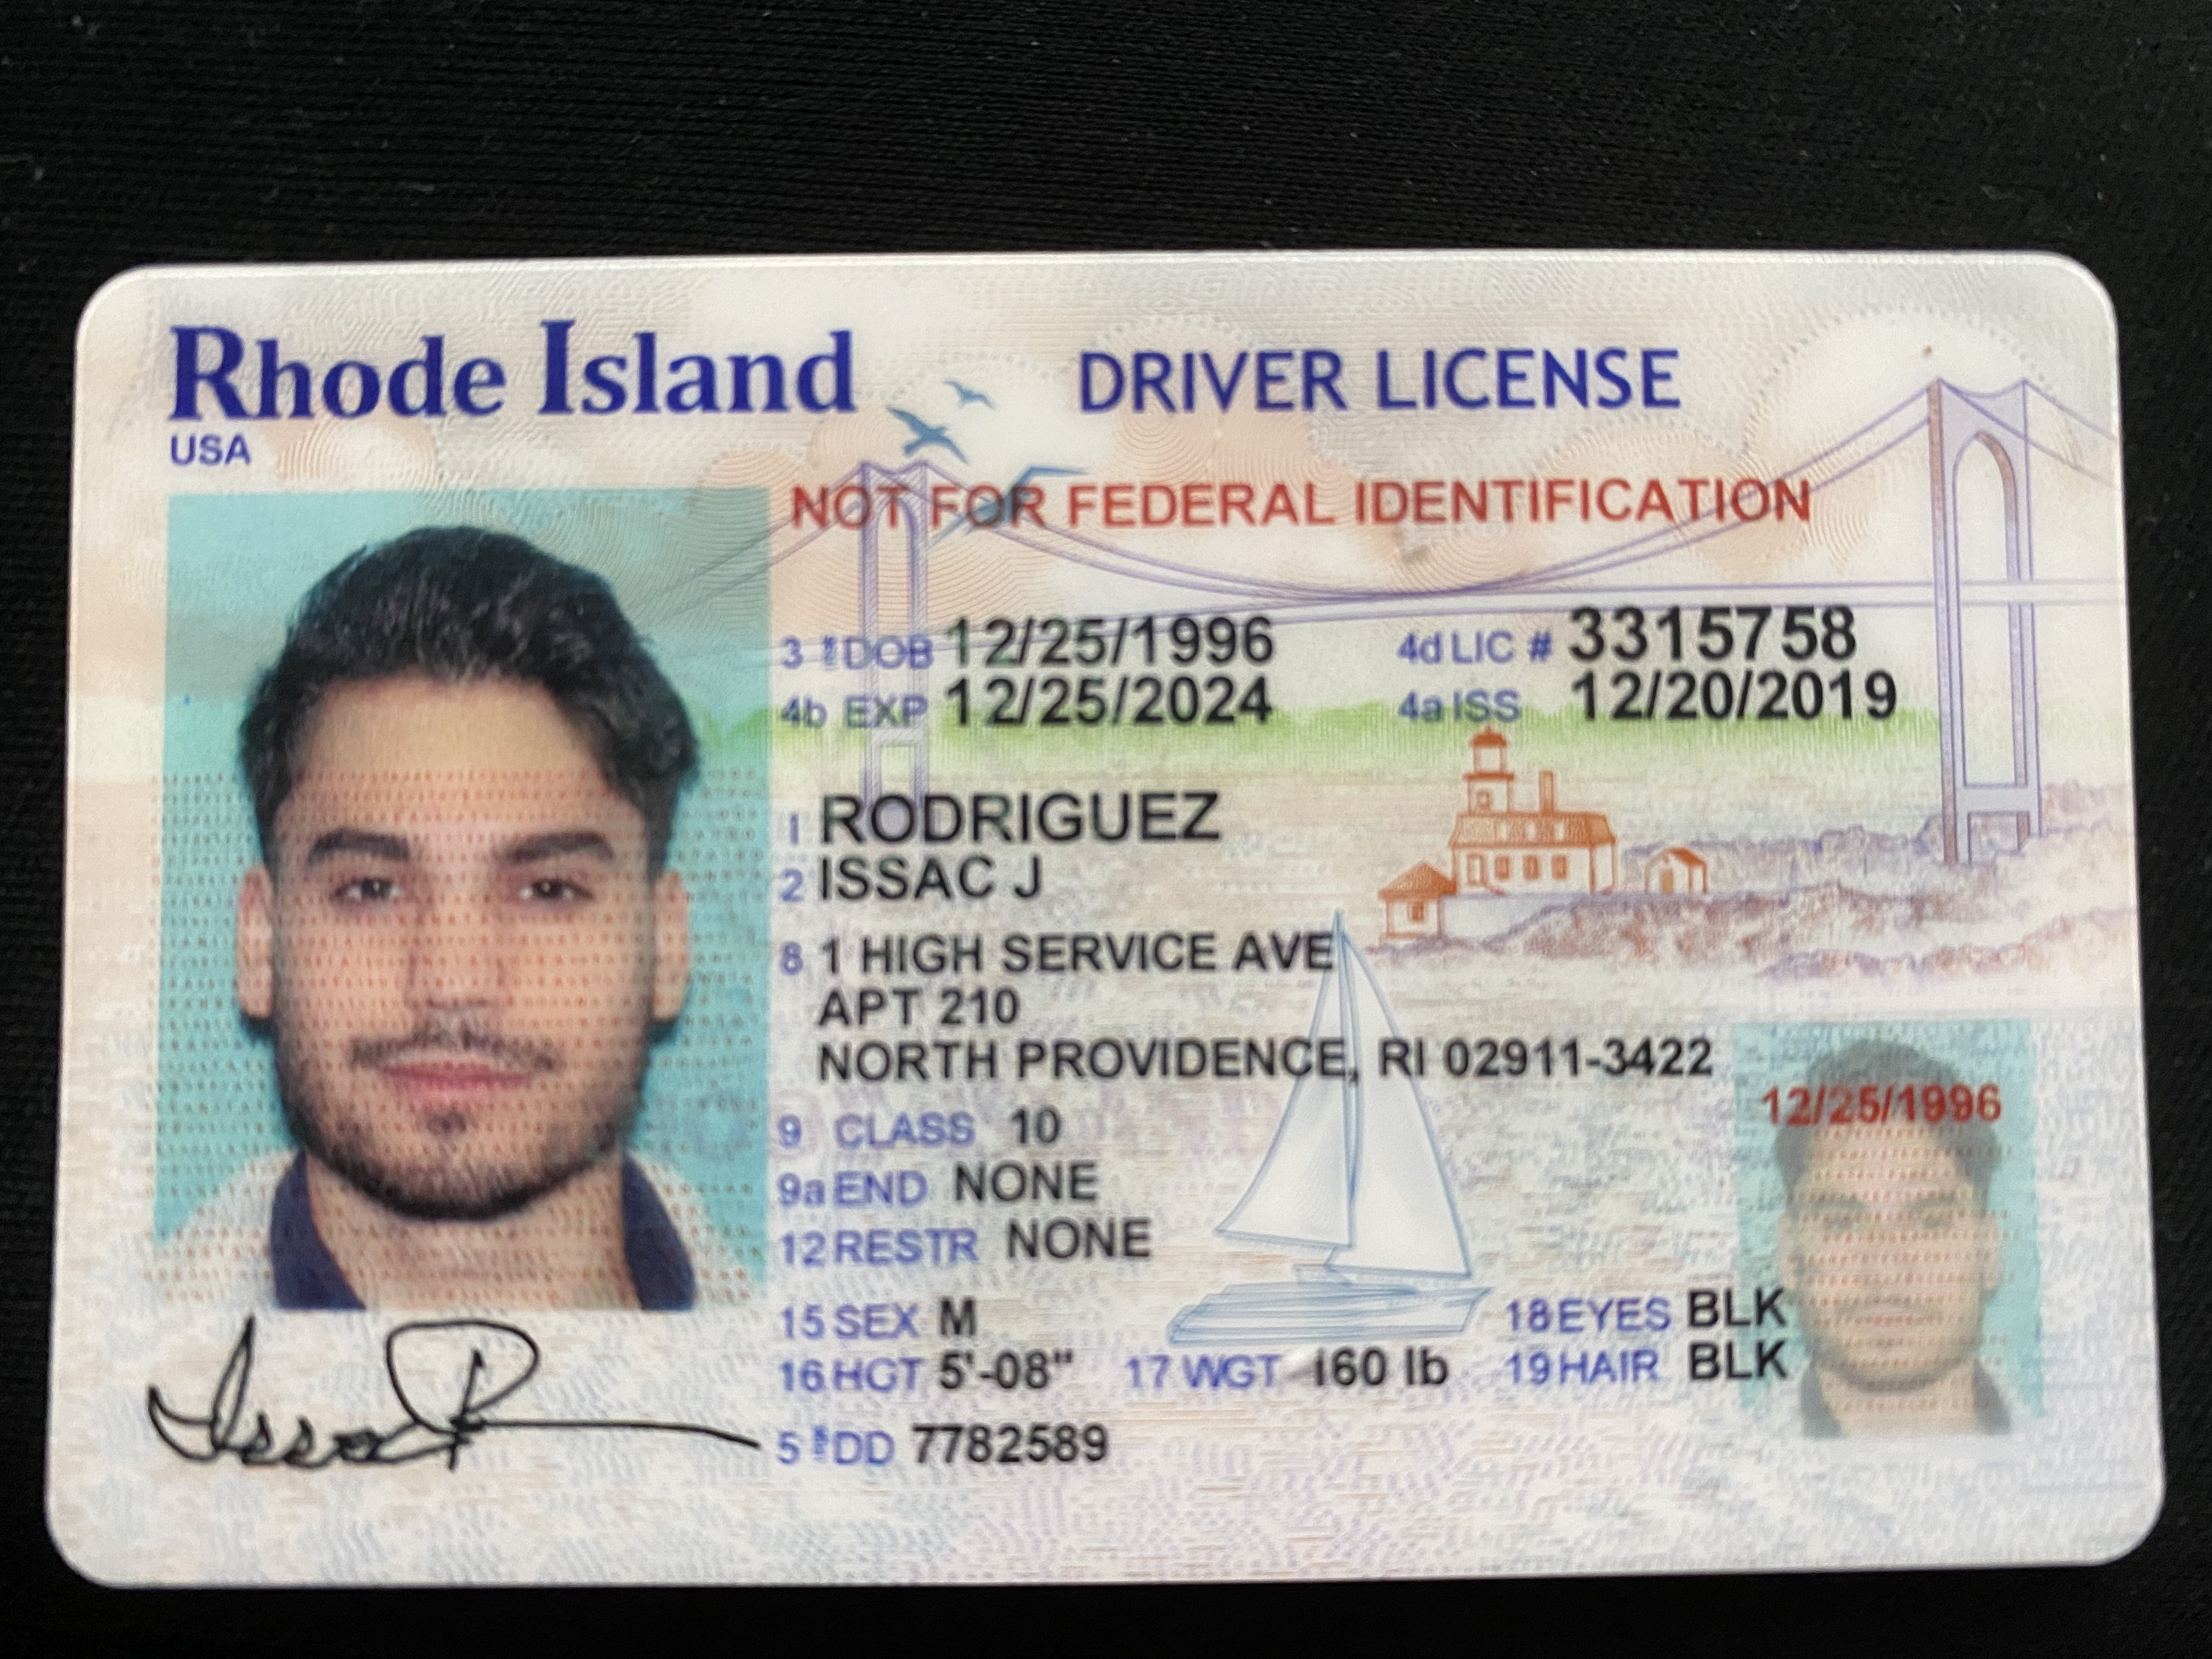 Rhode Island DRIVER LICENSE
USA
NOT FOR FEDERAL IDENTIFICATION
3 DOB 12/25/1996 4d LIC # 33157758
4b EXP 12/25/2024 4a ISS 12/20/2019
1 RODRIGUEZ
2 ISSAC J
8 1 HIGH SERVICE AVE
APT 210
NORTH PROVIDENCE, RI 02911-3422
9 CLASS 10
9a END NONE
12 RESTR NONE
15 SEX M 18 EYES BLK
16 HGT 5'-08" 17 WGT 160 lb 19 HAIR BLK
5 DD 7782589
12/25/1996